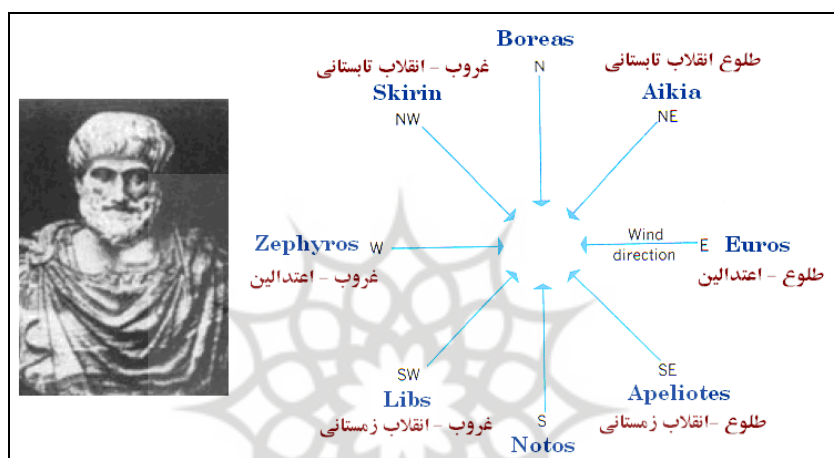 Boreas
N
غروب - انقلاب تابستانی
Skirin
NW
طلوع انقلاب تابستانی
Aikia
NE
Zephyros W
غروب - اعتدالین
Wind
direction
E Euros
طلوع - اعتدالین
SW
Libs
غروب - انقلاب زمستانی
S
Notos
SE
Apeliotes
طلوع -انقلاب زمستانی